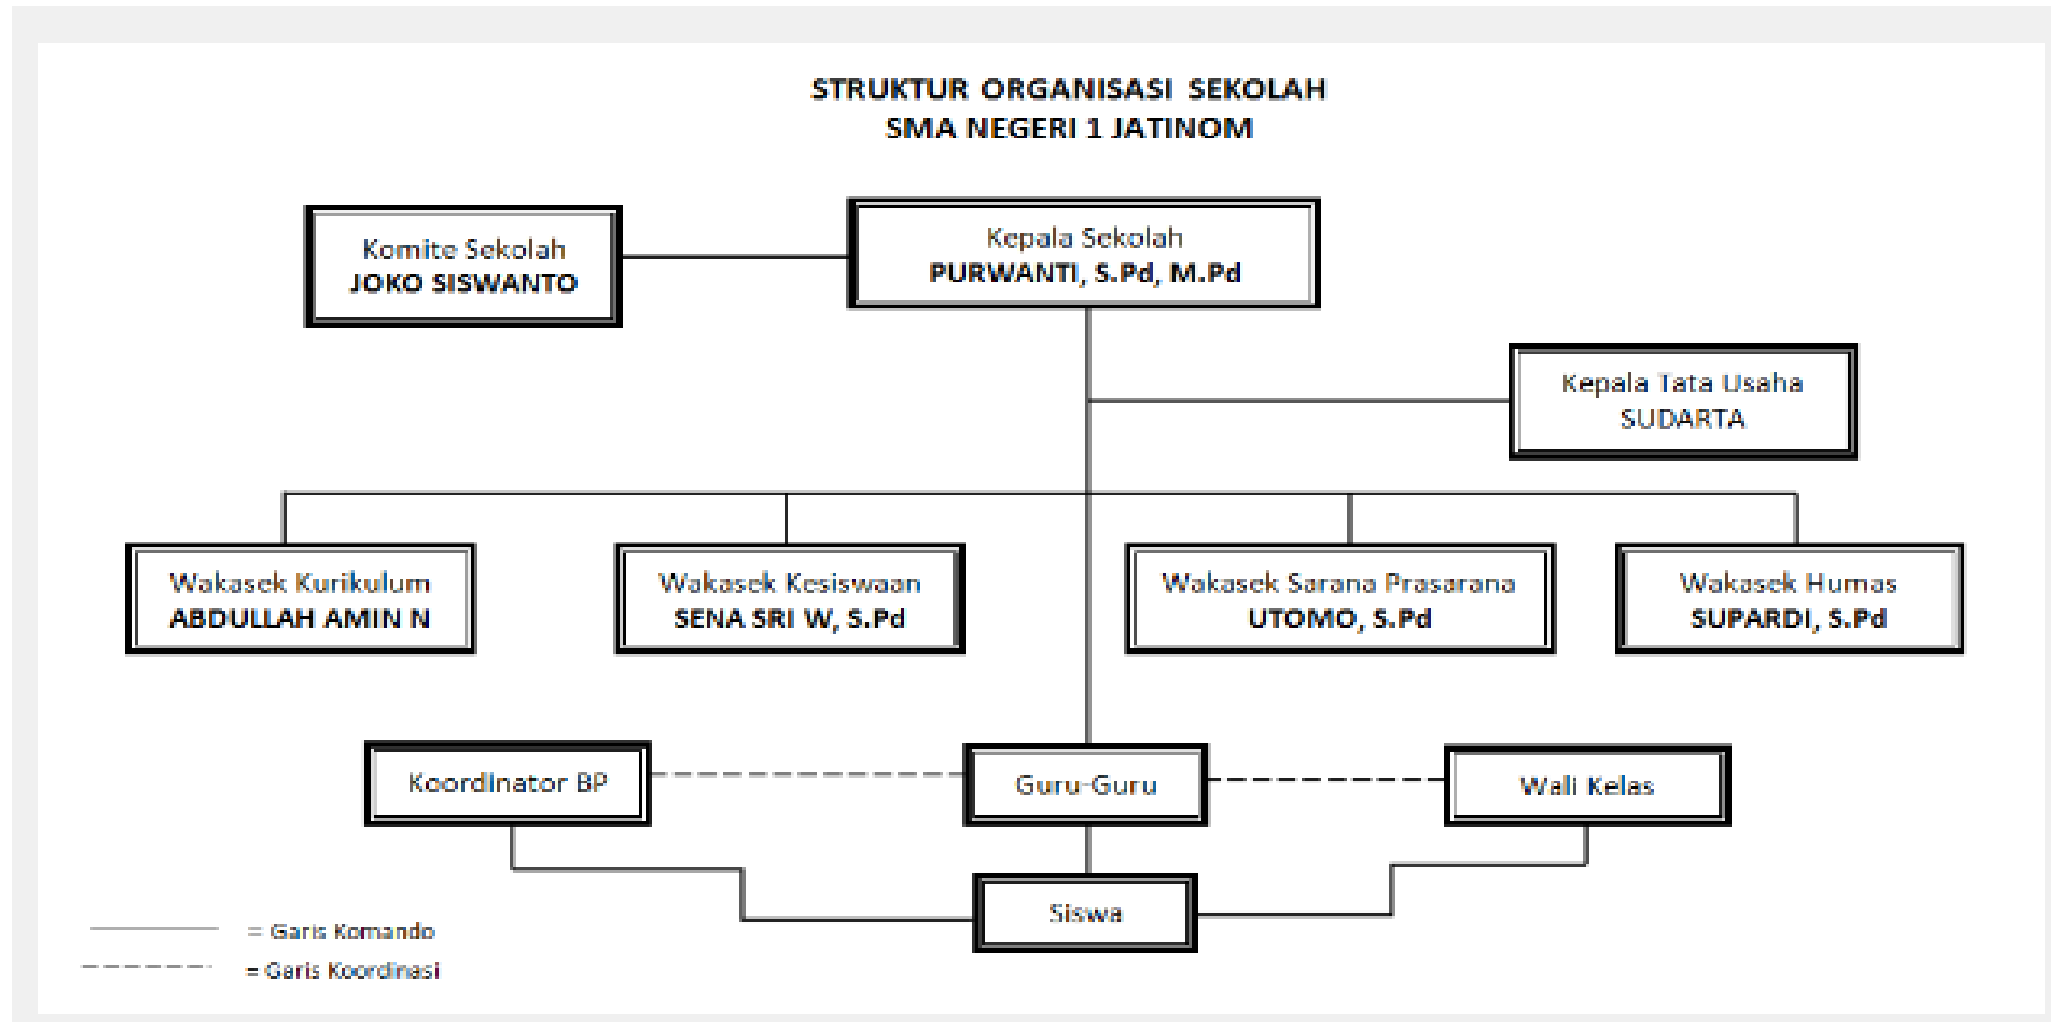 STRUKTUR ORGANISASI SEKOLAH
SMA NEGERI 1 JATINOM
Komite Sekolah
JOKO SISWANTO
Kepala Sekolah
PURWANTI, S.Pd, M.Pd
Kepala Tata Usaha
SUDARTA
Wakasek Kurikulum
ABDULLAH AMIN N
Wakasek Kesiswaan
SENA SRI W, S.Pd
Wakasek Sarana Prasarana
UTOMO, S.Pd
Wakasek Humas
SUPARDI, S.Pd
Koordinator BP
Guru-Guru
Wali Kelas
Siswa
= Garis Komando
= Garis Koordinasi